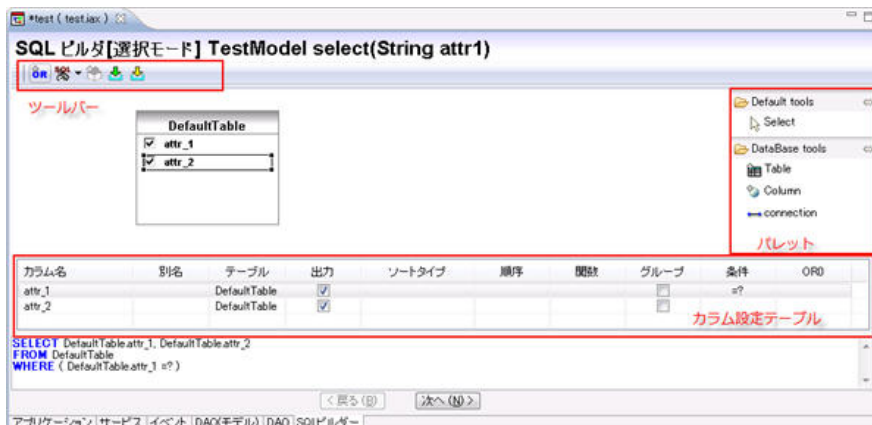 *test ( test.iax )
SQL ビルダ[選択モード] TestModel select(String attr1)
OR
ツールバー
DefaultTable
attr_1
attr_2
Default tools
Select
DataBase tools
Table
Column
connection
パレット
カラム名 別名 テーブル 出力 ソートタイプ 順序 関数 グループ 条件 OR0
attr_1 DefaultTable =?
attr_2 DefaultTable
カラム設定テーブル
SELECT DefaultTable.attr_1, DefaultTable.attr_2
FROM DefaultTable
WHERE ( DefaultTable.attr_1 =? )
< 戻る (B) 次へ (N) >
アプリケーション サービス イベント DAO(モデル) DAO SQLビルダー